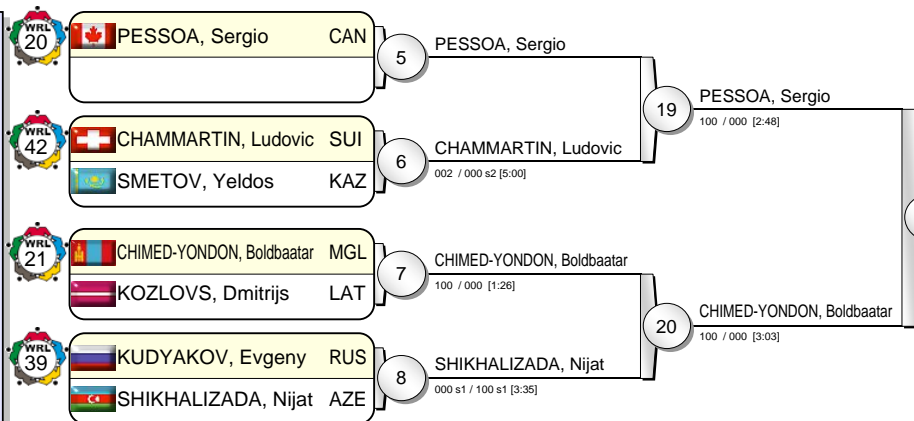 WRL
20
PESSOA, Sergio CAN
5
PESSOA, Sergio
WRL
42
CHAMMARTIN, Ludovic SUI
SMETOV, Yeldos KAZ
6
CHAMMARTIN, Ludovic
002 / 000 s2 [5:00]
19
PESSOA, Sergio
100 / 000 [2:48]
WRL
21
CHIMED-YONDON, Boldbaatar MGL
KOZLOVS, Dmitrijs LAT
7
CHIMED-YONDON, Boldbaatar
100 / 000 [1:26]
WRL
39
KUDYAKOV, Evgeny RUS
SHIKHALIZADA, Nijat AZE
8
SHIKHALIZADA, Nijat
000 s1 / 100 s1 [3:35]
20
CHIMED-YONDON, Boldbaatar
100 / 000 [3:03]